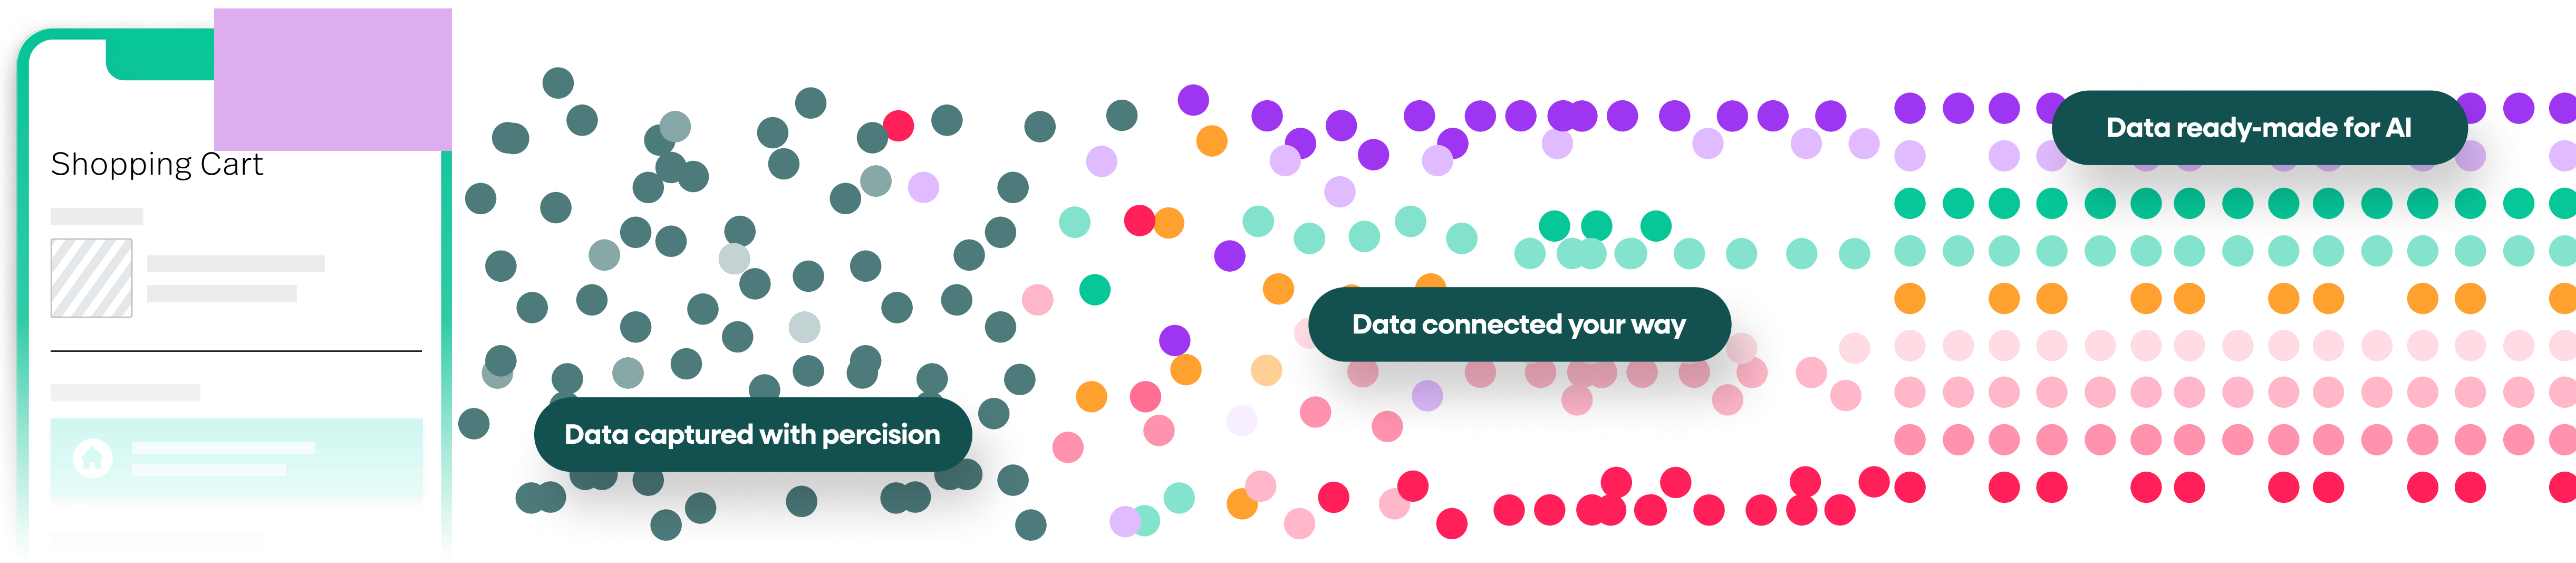 Shopping Cart
Data captured with percision
Data connected your way
Data ready-made for AI